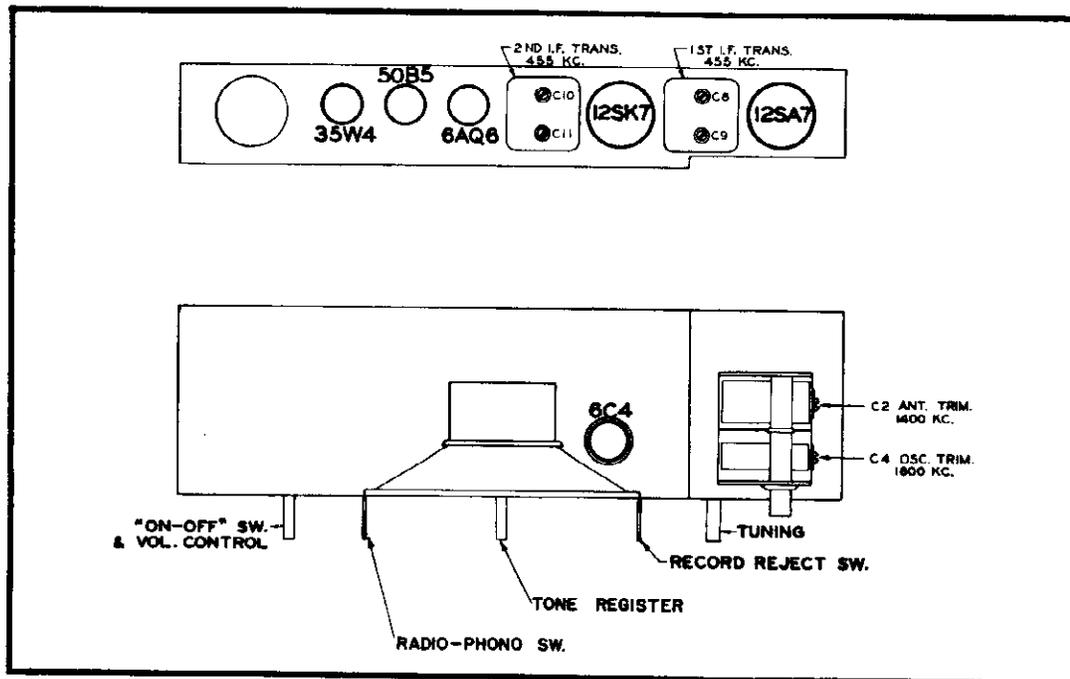 2ND I.F. TRANS.
455 KC.
1ST I.F. TRANS.
455 KC.
50B5
35W4
6AQ6
C10
C11
12SK7
C8
C9
12SA7
6C4
C2 ANT. TRIM.
1400 KC.
C4 OSC. TRIM.
1600 KC.
"ON-OFF" SW.
& VOL. CONTROL
TUNING
RECORD REJECT SW.
TONE REGISTER
RADIO-PHONO SW.